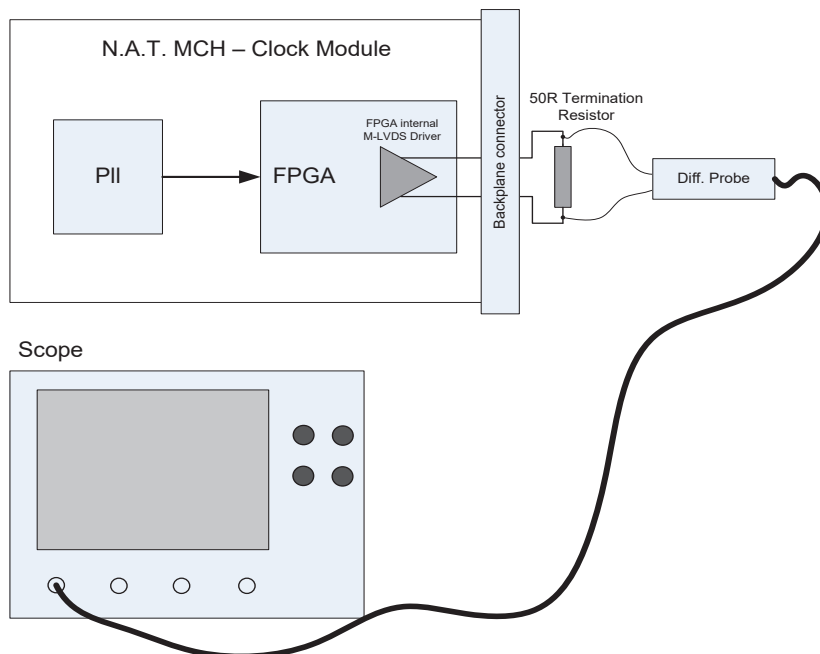 N.A.T. MCH – Clock Module
50R Termination
Resistor
FPGA internal
M-LVDS Driver
Backplane connector
Pll
FPGA
Diff. Probe
Scope